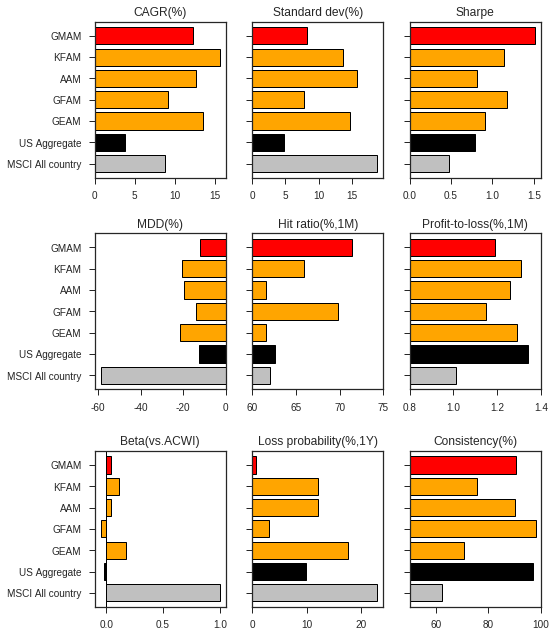 CAGR(%) Standard dev(%) Sharpe
GMAM
KFAM
AAM
GFAM
GEAM
US Aggregate
MSCI All country
0 5 10 15 0 5 10 15 0.0 0.5 1.0 1.5
MDD(%) Hit ratio(%,1M) Profit-to-loss(%,1M)
GMAM
KFAM
AAM
GFAM
GEAM
US Aggregate
MSCI All country
-60 -40 -20 0 60 65 70 75 0.8 1.0 1.2 1.4
Beta(vs.ACWI) Loss probability(%,1Y) Consistency(%)
GMAM
KFAM
AAM
GFAM
GEAM
US Aggregate
MSCI All country
0.0 0.5 1.0 0 10 20 60 80 100